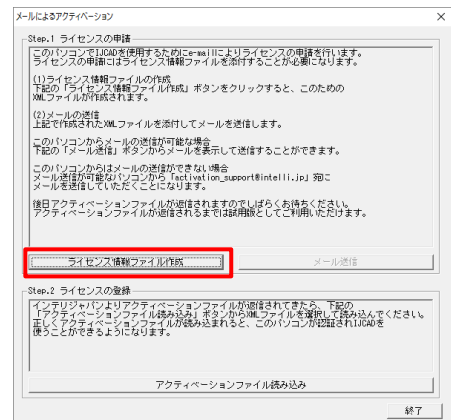 メールによるアクティベーション
Step.1 ライセンスの申請
このパソコンでIJCADを使用するためにe-mailによりライセンスの申請を行います。
ライセンスの申請にはライセンス情報ファイルを添付することが必要になります。
(1)ライセンス情報ファイルの作成
下記の「ライセンス情報ファイル作成」ボタンをクリックすると、このための
XMLファイルが作成されます。
(2)メールの送信
上記で作成されたXMLファイルを添付してメールを送信します。
このパソコンからメールの送信が可能な場合
下記の「メール送信」ボタンからメールを表示して送信することができます。
このパソコンからはメールの送信ができない場合
メール送信が可能なパソコンから「activation_support@intelli.jp」宛に
メールを送信していただくことになります。
後日アクティベーションファイルが返信されますのでしばらくお待ちください。
アクティベーションファイルが返信されるまでは試用版としてご利用いただけます。
ライセンス情報ファイル作成
メール送信
Step.2 ライセンスの登録
インテリジャパンよりアクティベーションファイルが返信されてきたら、下記の
「アクティベーションファイル読み込み」ボタンからXMLファイルを選択して読み込んでください。
正しくアクティベーションファイルが読み込まれると、このパソコンが認証されIJCADを
使うことができるようになります。
アクティベーションファイル読み込み
終了